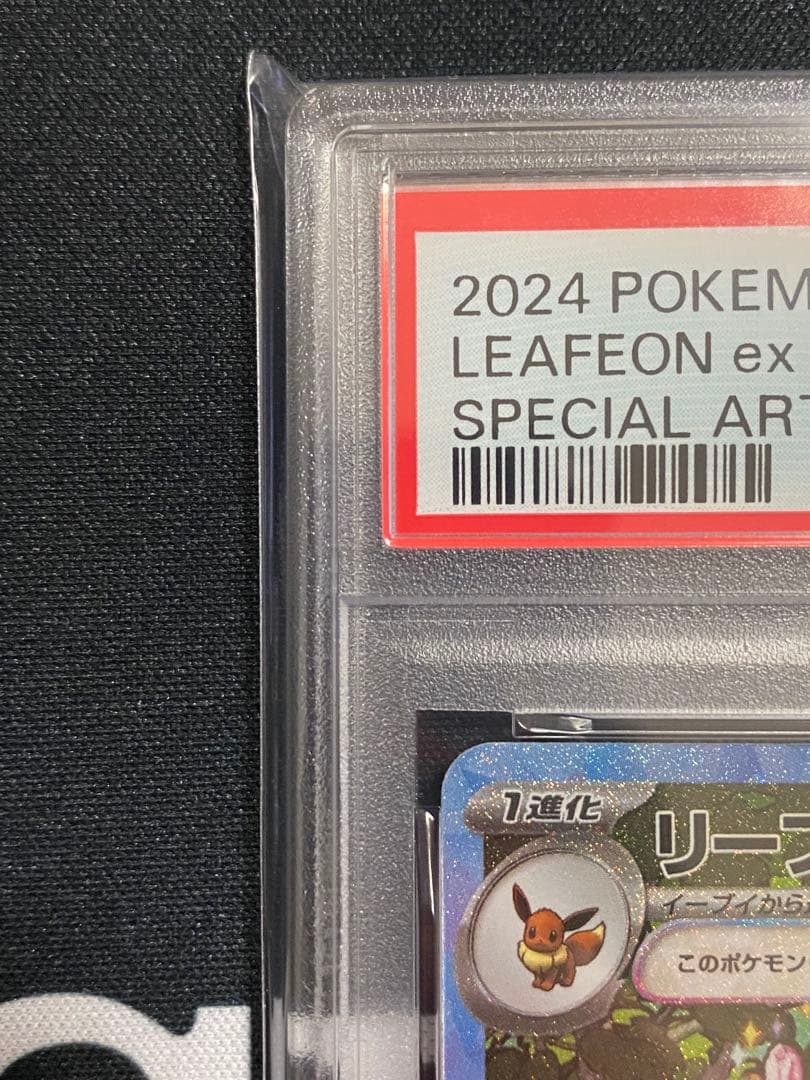 2024 POKEM
LEAFEON ex
SPECIAL ART
1進化
リーフ
イーブイから
このポケモン